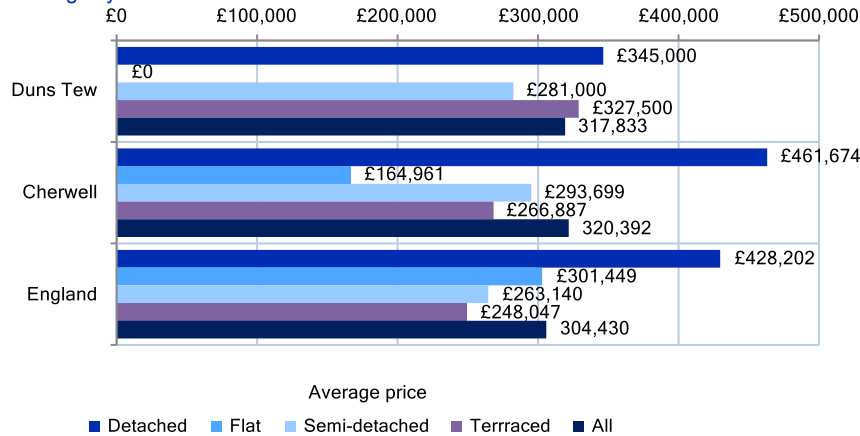 £0 £100,000 £200,000 £300,000 £400,000 £500,000
£345,000
£0
Duns Tew
£281,000
£327,500
317,833
£461,674
£164,961
Cherwell
£293,699
£266,887
320,392
£428,202
£301,449
England
£263,140
£248,047
304,430
Average price
Detached Flat Semi-detached Terrraced All